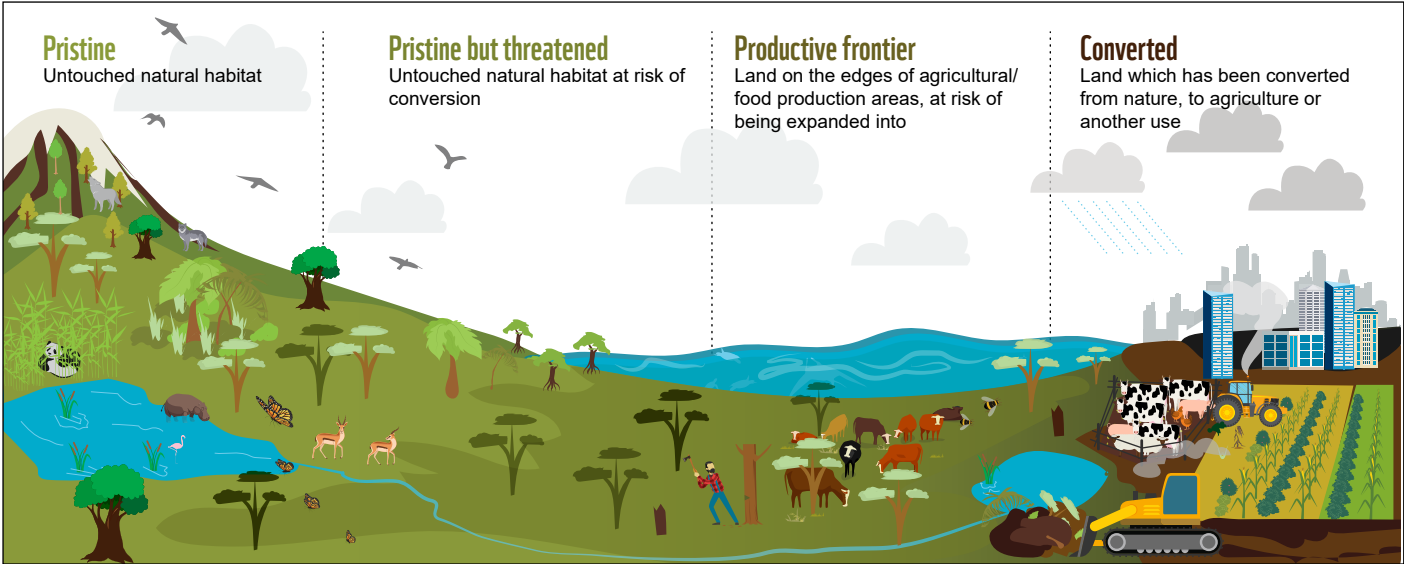 Pristine
Untouched natural habitat
Pristine but threatened
Untouched natural habitat at risk of
conversion
Productive frontier
Land on the edges of agricultural/
food production areas, at risk of
being expanded into
Converted
Land which has been converted
from nature, to agriculture or
another use